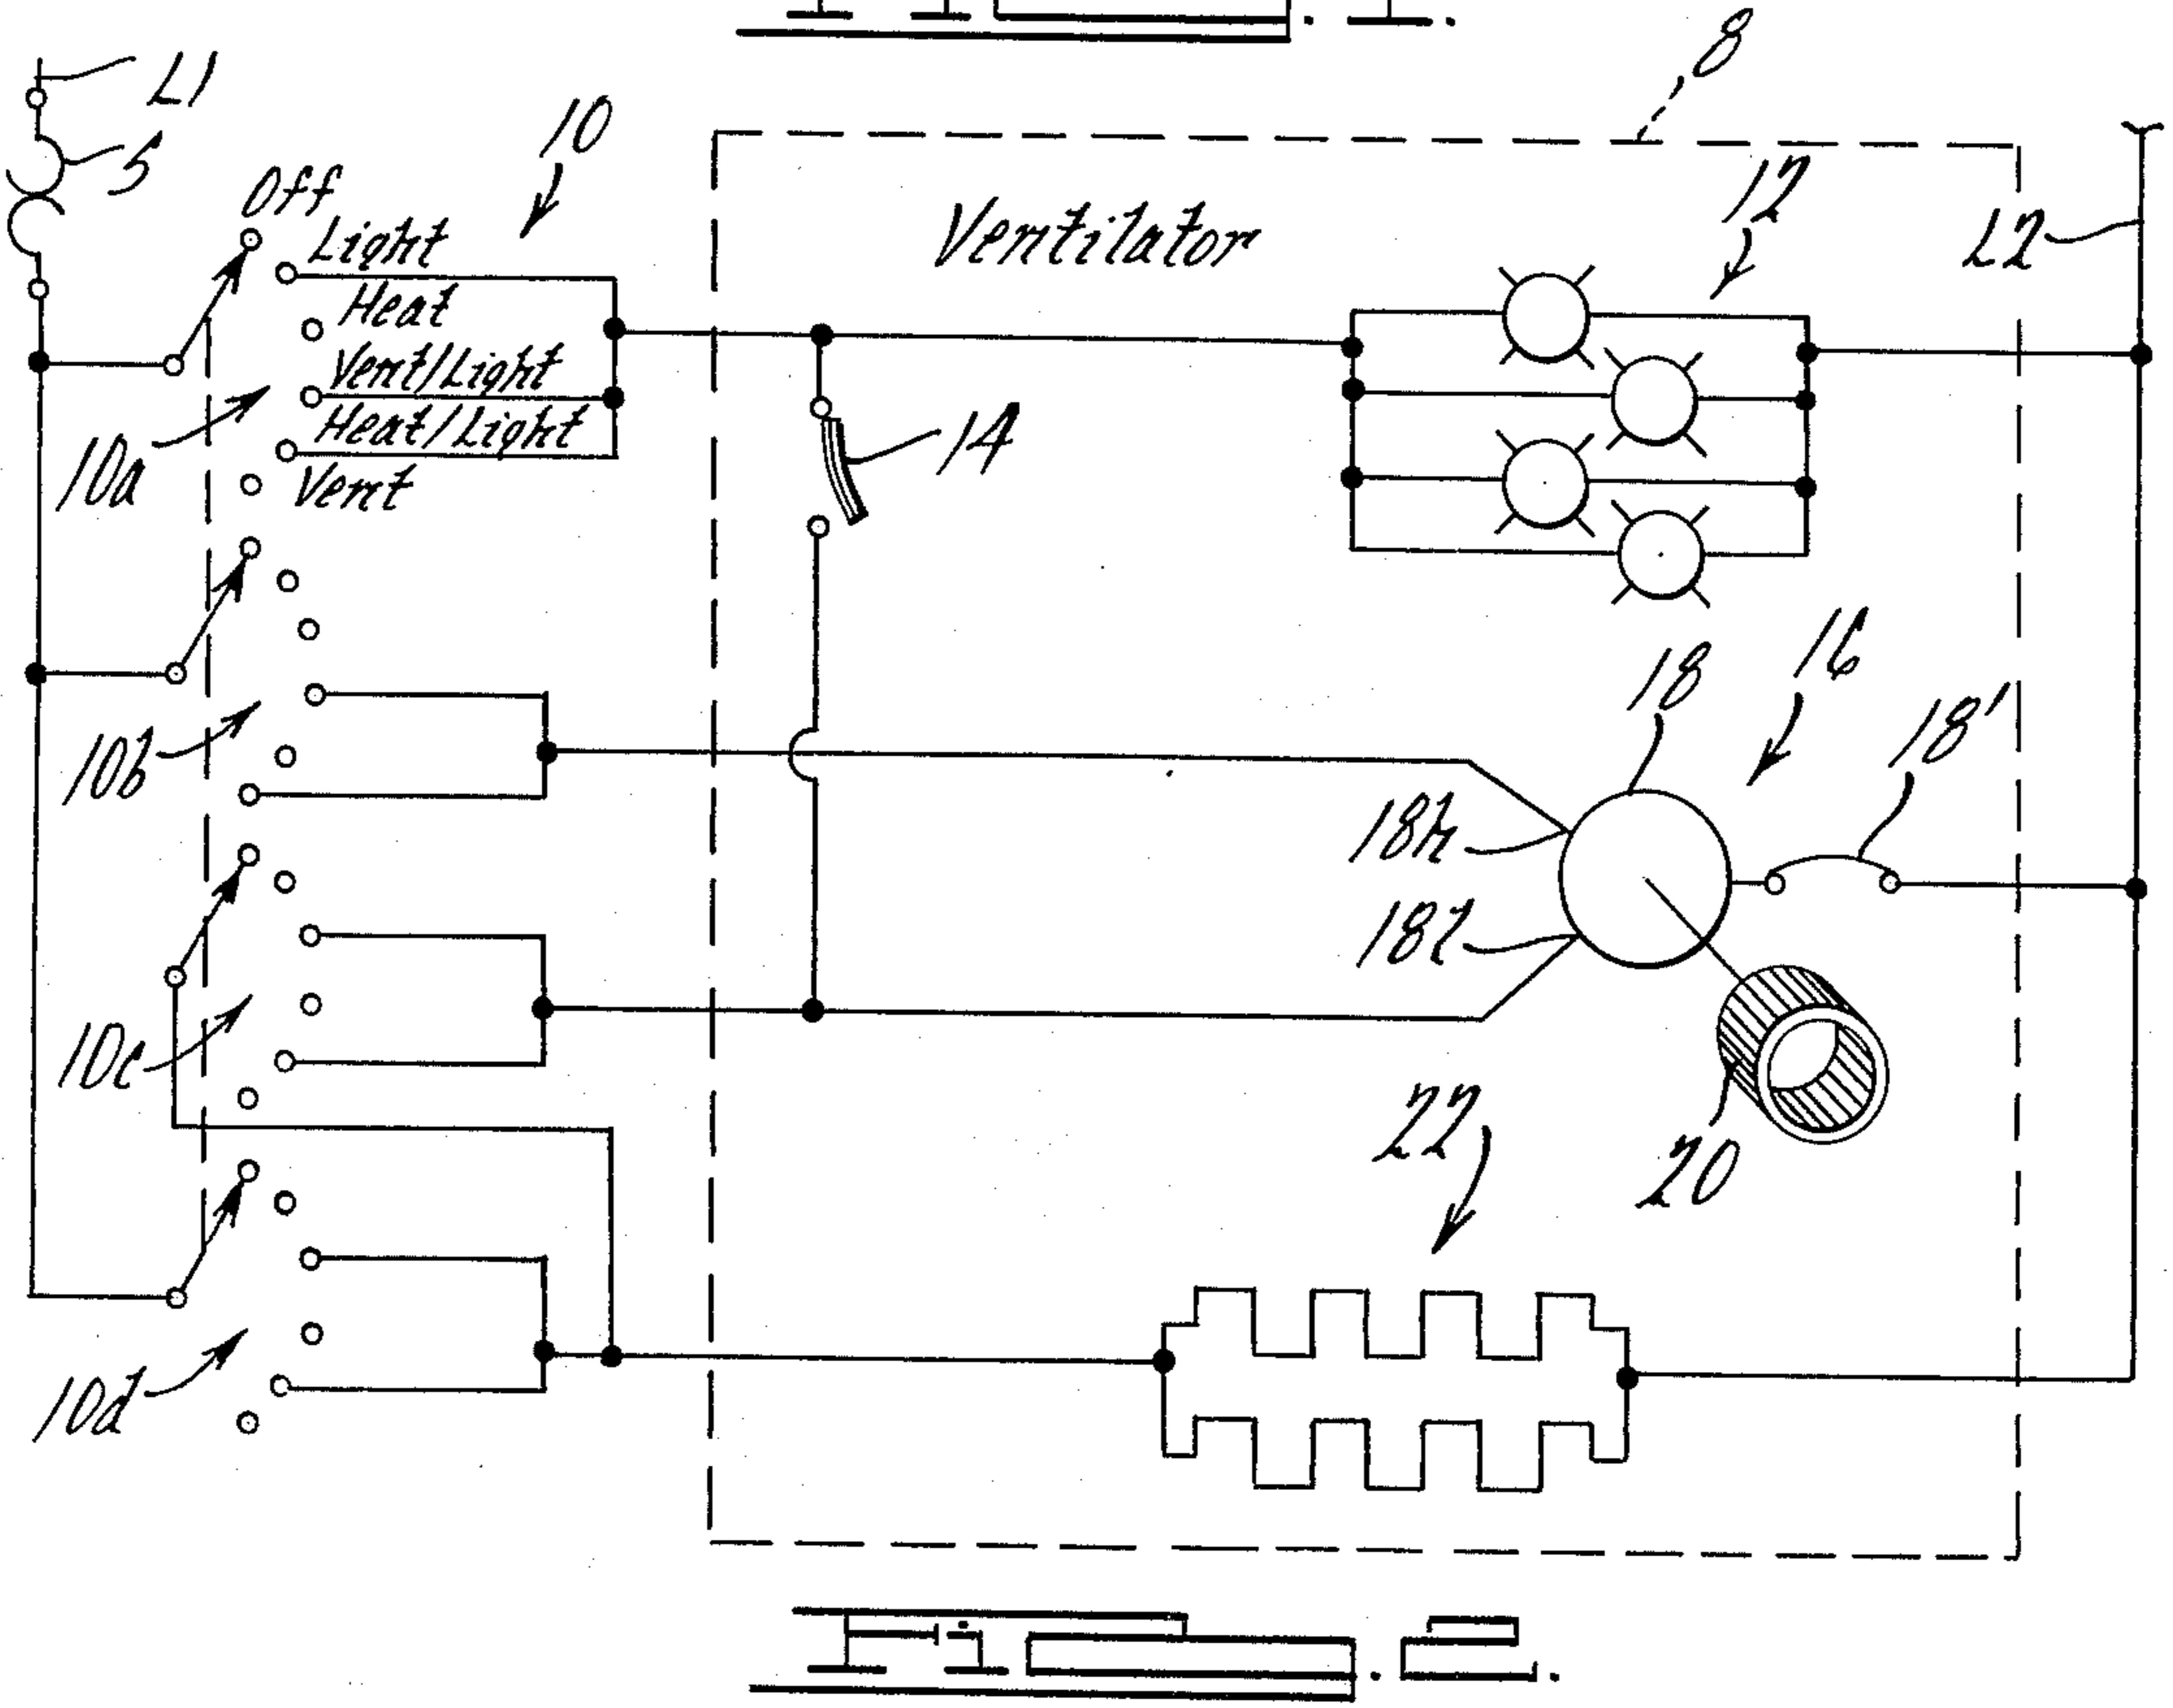 L1
8
5
10
Off
Light
Heat
Vent/Light
Heat/Light
Vent
Ventilator
12
L2
10a
14
16
18
18'
10b
18h
18l
10c
22
20
10d
Fig. 2.